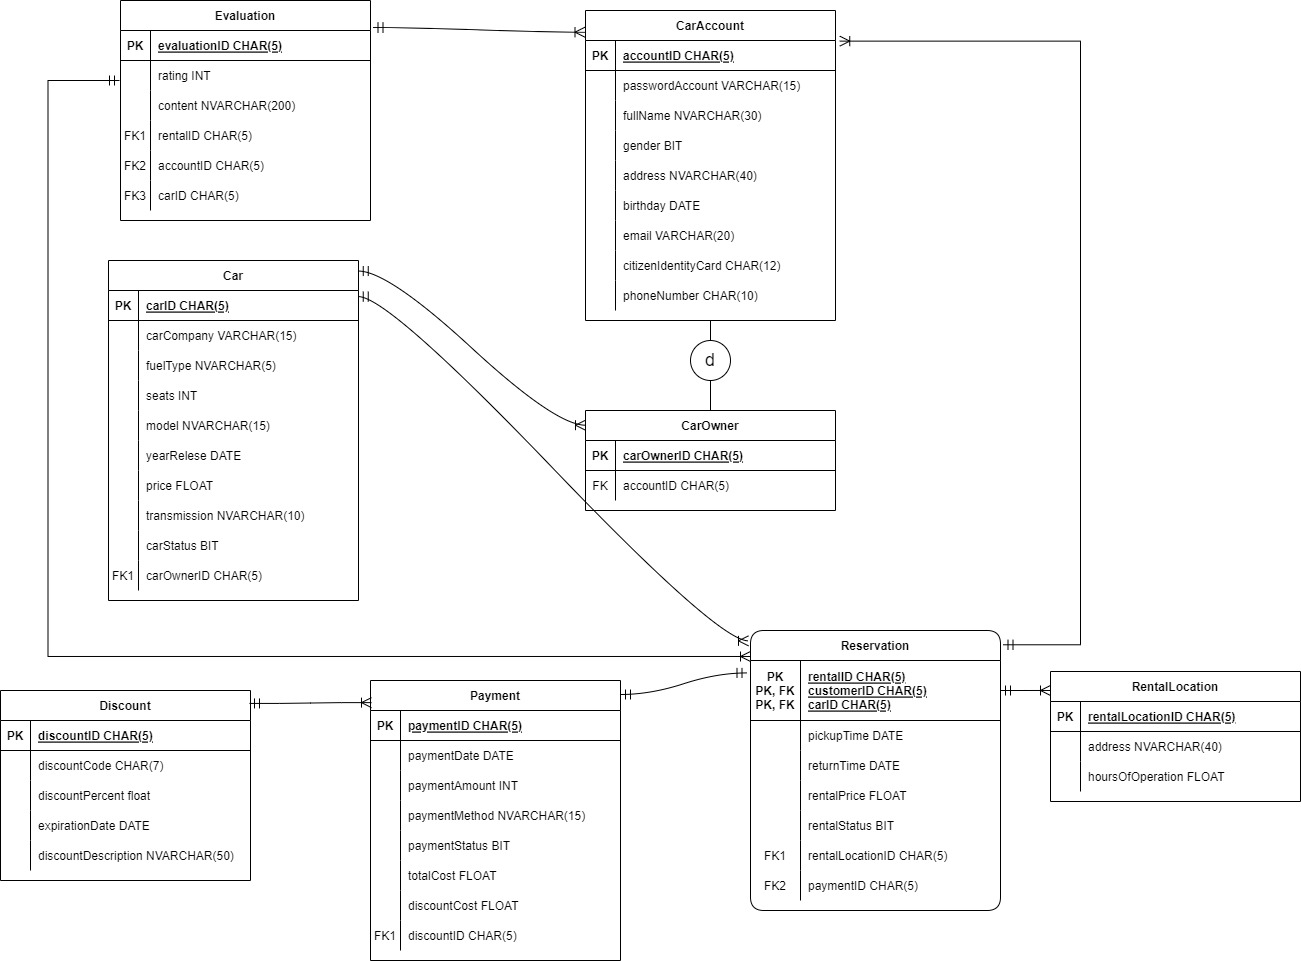 Evaluation
PK evaluationID CHAR(5)
rating INT
content NVARCHAR(200)
FK1 rentalID CHAR(5)
FK2 accountID CHAR(5)
FK3 carID CHAR(5)
CarAccount
PK accountID CHAR(5)
passwordAccount VARCHAR(15)
fullName NVARCHAR(30)
gender BIT
address NVARCHAR(40)
birthday DATE
email VARCHAR(20)
citizenIdentityCard CHAR(12)
phoneNumber CHAR(10)
d
Car
PK carID CHAR(5)
carCompany VARCHAR(15)
fuelType NVARCHAR(5)
seats INT
model NVARCHAR(15)
yearRelese DATE
price FLOAT
transmission NVARCHAR(10)
carStatus BIT
FK1 carOwnerID CHAR(5)
CarOwner
PK carOwnerID CHAR(5)
FK accountID CHAR(5)
Reservation
PK rentalID CHAR(5)
PK, FK customerID CHAR(5)
PK, FK carID CHAR(5)
pickupTime DATE
returnTime DATE
rentalPrice FLOAT
rentalStatus BIT
FK1 rentalLocationID CHAR(5)
FK2 paymentID CHAR(5)
RentalLocation
PK rentalLocationID CHAR(5)
address NVARCHAR(40)
hoursOfOperation FLOAT
Discount
PK discountID CHAR(5)
discountCode CHAR(7)
discountPercent float
expirationDate DATE
discountDescription NVARCHAR(50)
Payment
PK paymentID CHAR(5)
paymentDate DATE
paymentAmount INT
paymentMethod NVARCHAR(15)
paymentStatus BIT
totalCost FLOAT
discountCost FLOAT
FK1 discountID CHAR(5)